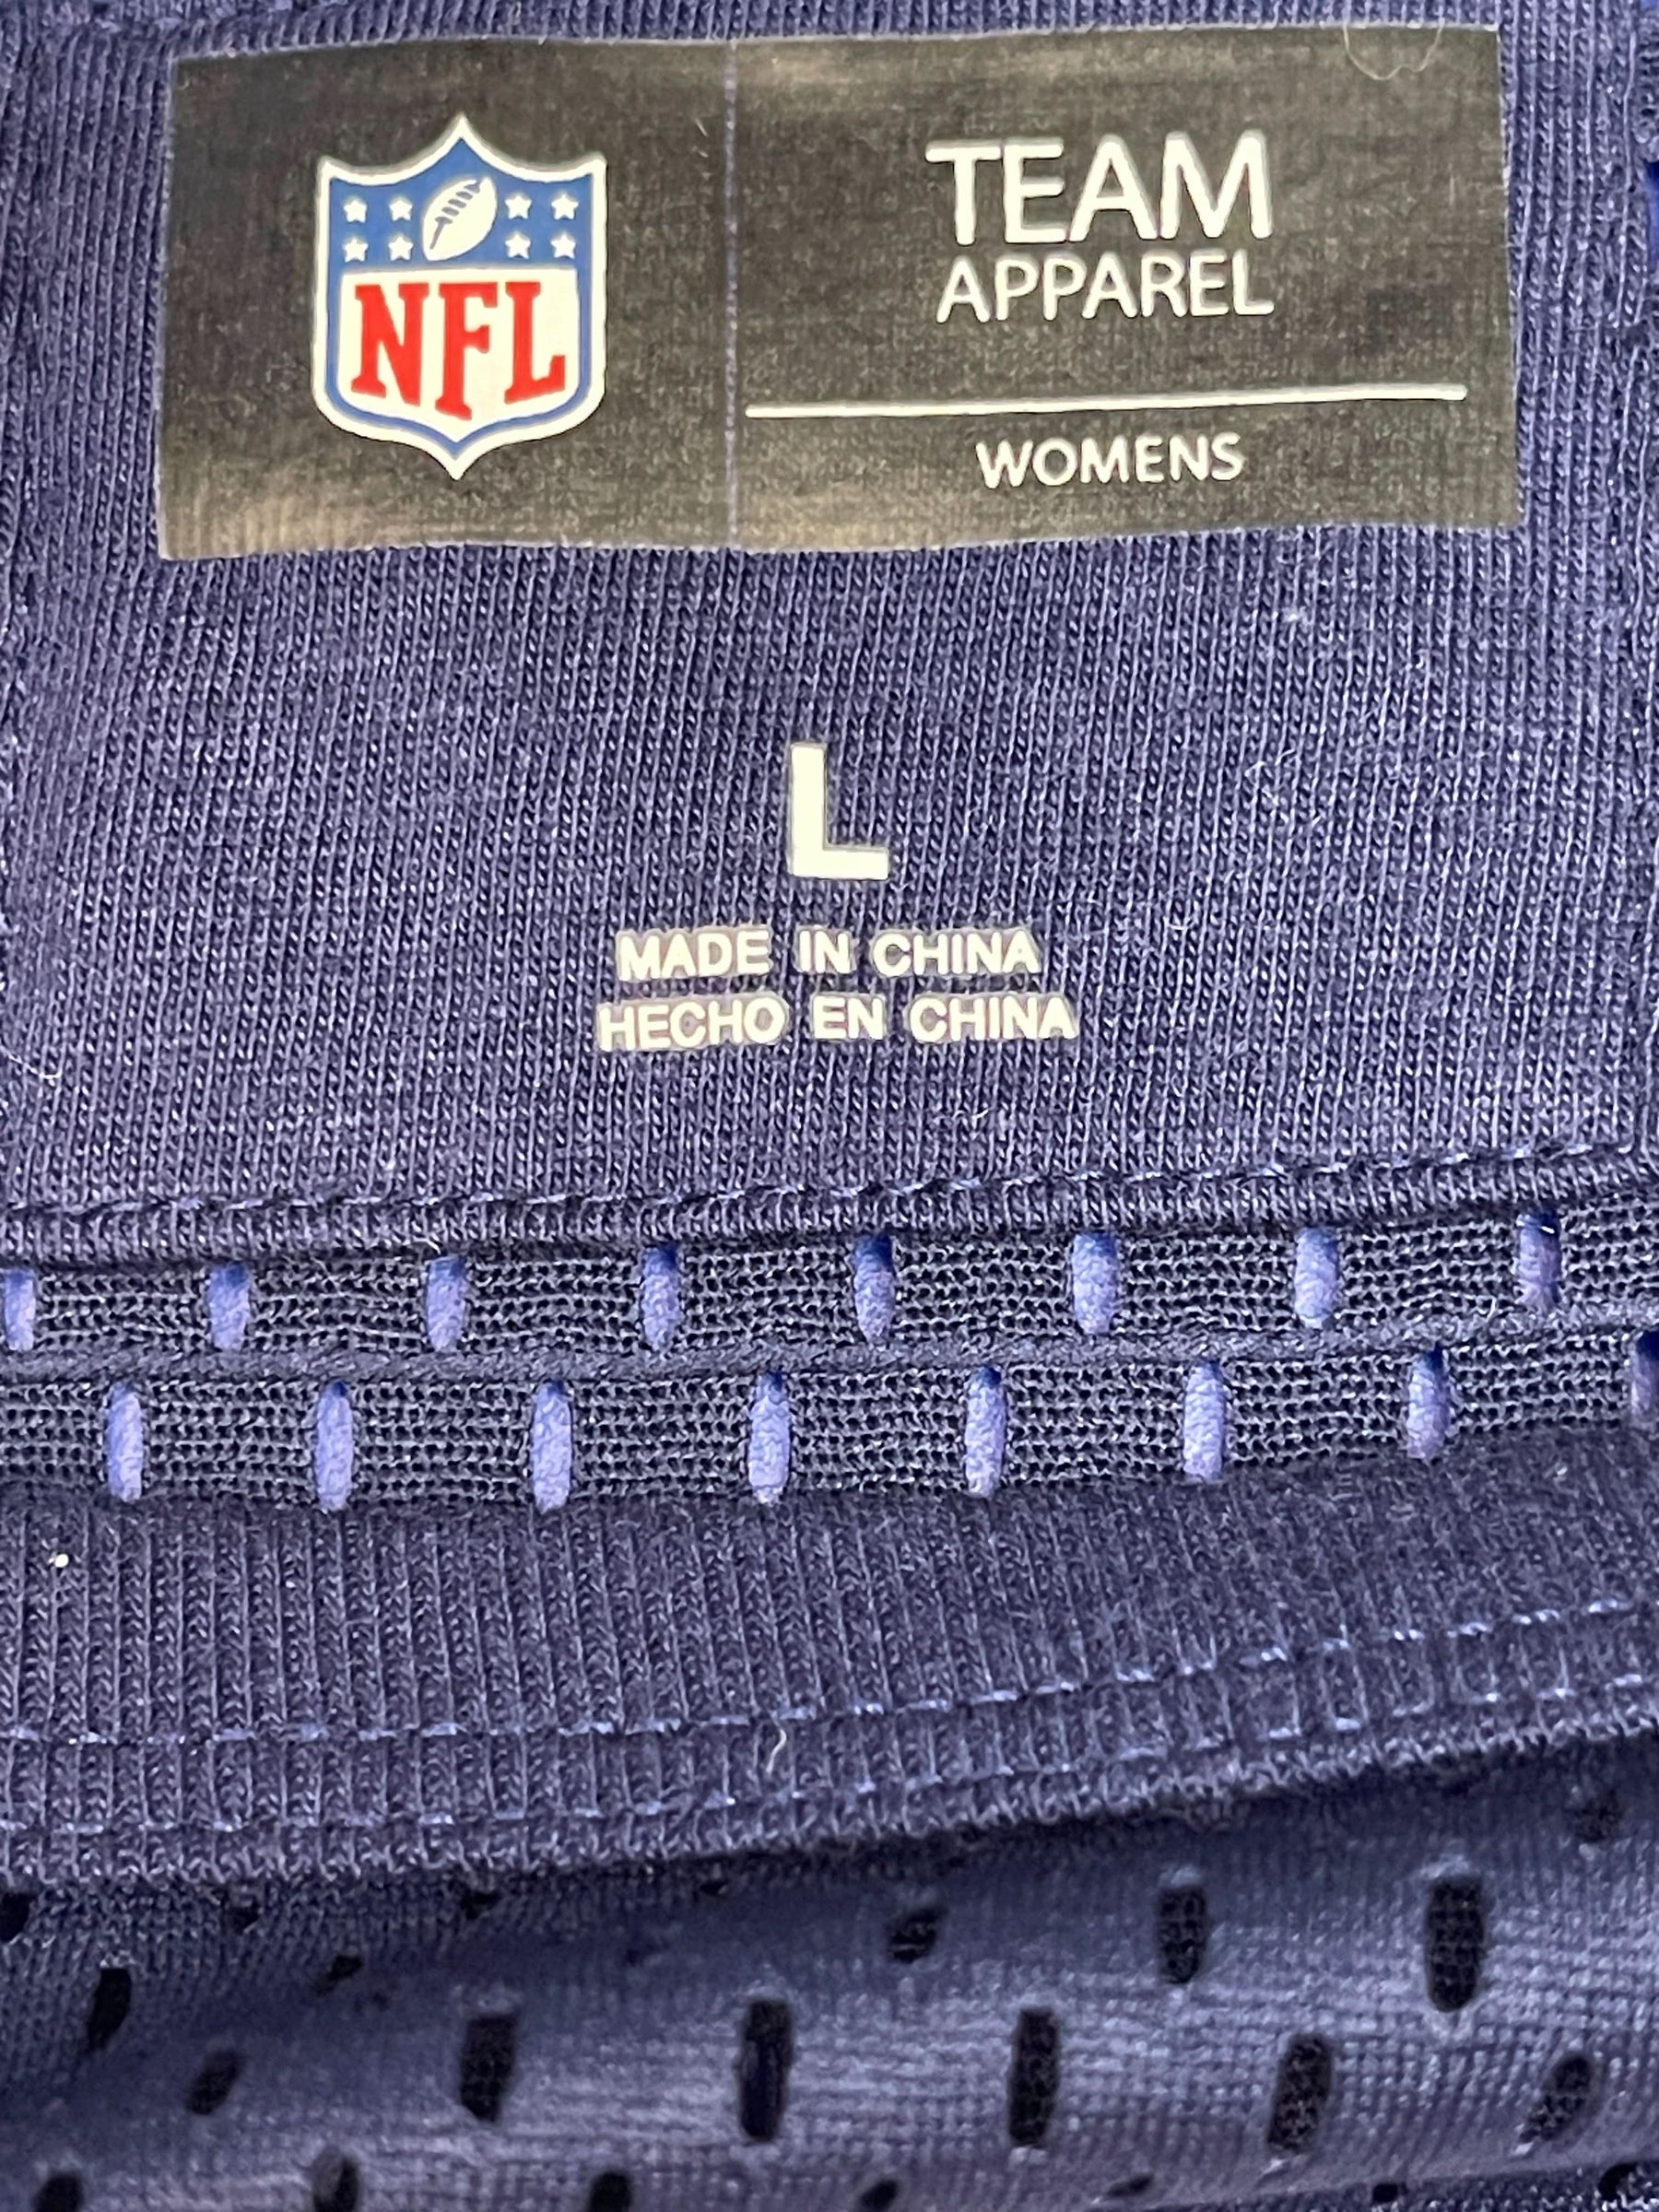 NFL
TEAM
APPAREL
WOMENS
L
MADE IN CHINA
HECHO EN CHINA